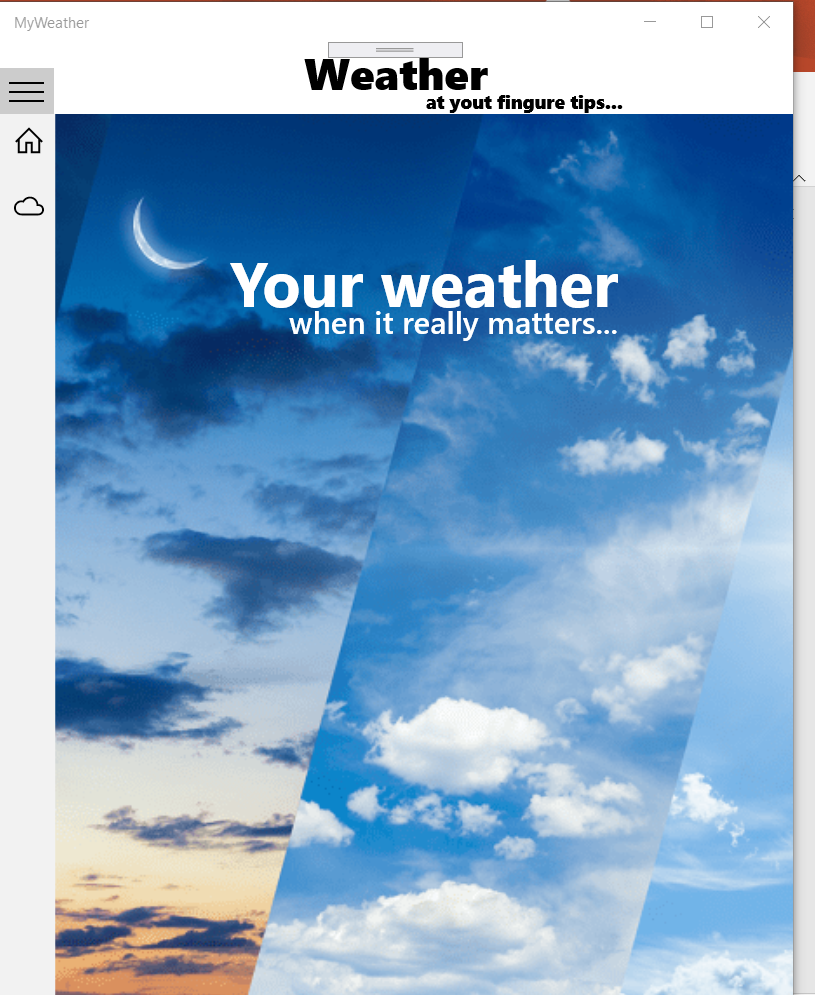 MyWeather
Weather
at yout fingure tips...
Your weather
when it really matters...